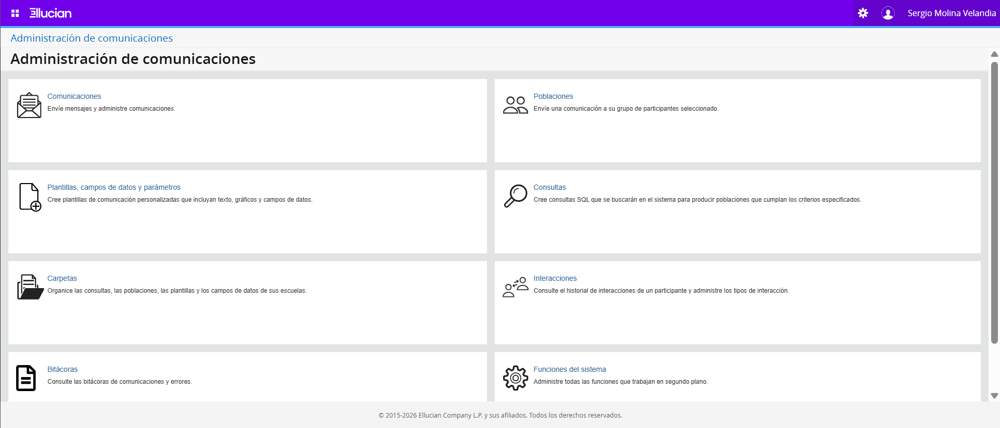 Ellucian
Sergio Molina Velandia
Administración de comunicaciones
Administración de comunicaciones
Comunicaciones
Envíe mensajes y administre comunicaciones.
Poblaciones
Envíe una comunicación a su grupo de participantes seleccionado.
Plantillas, campos de datos y parámetros
Cree plantillas de comunicación personalizadas que incluyan texto, gráficos y campos de datos.
Consultas
Cree consultas SQL que se buscarán en el sistema para producir poblaciones que cumplan los criterios especificados.
Carpetas
Organice las consultas, las poblaciones, las plantillas y los campos de datos de sus escuelas.
Interacciones
Consulte el historial de interacciones de un participante y administre los tipos de interacción.
Bitácoras
Consulte las bitácoras de comunicaciones y errores.
Funciones del sistema
Administre todas las funciones que trabajan en segundo plano.
© 2015-2026 Ellucian Company L.P. y sus afiliados. Todos los derechos reservados.